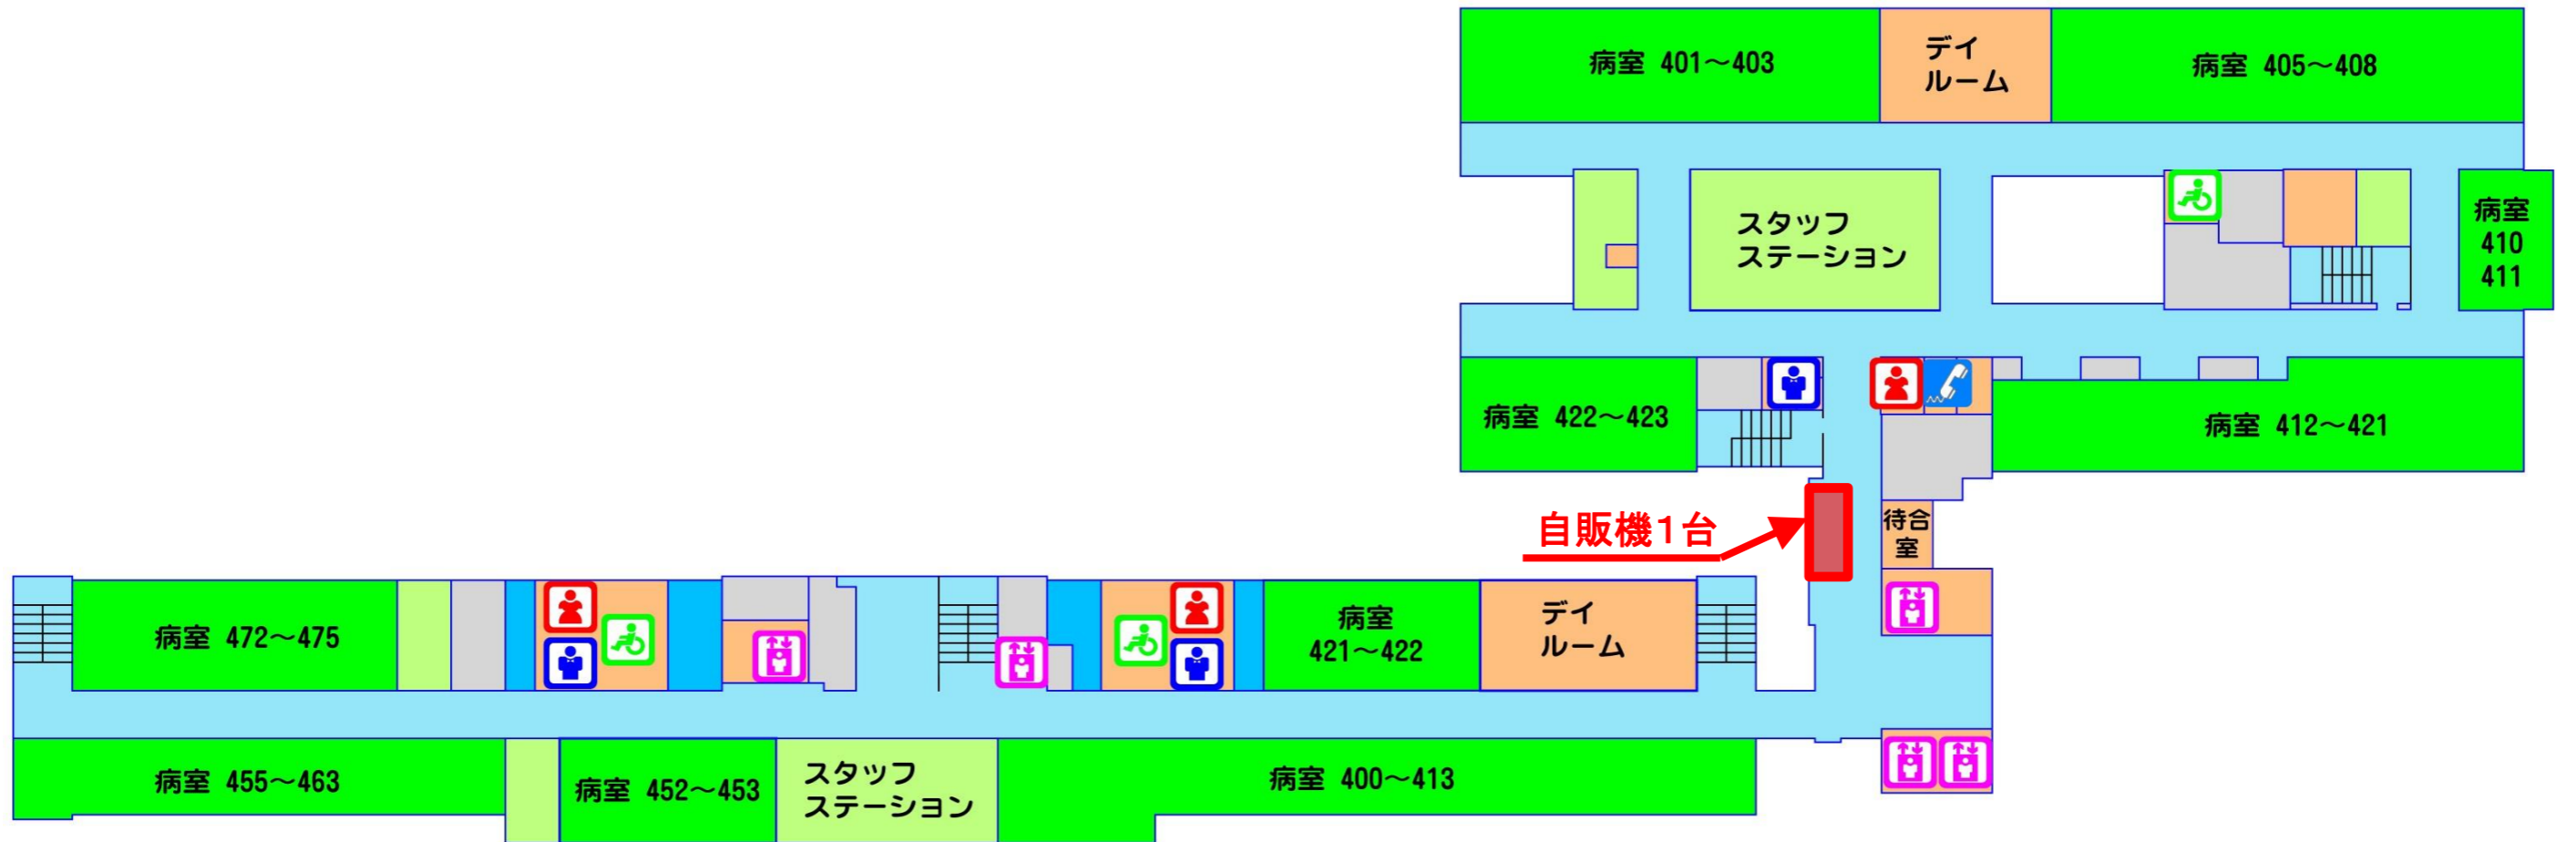 病室 401～403
デイ
ルーム
病室 405～408
スタッフ
ステーション
病室
410
411
病室 422～423
病室 412～421
自販機1台
待合
室
病室 472～475
病室
421～422
デイ
ルーム
病室 455～463
病室 452～453
スタッフ
ステーション
病室 400～413